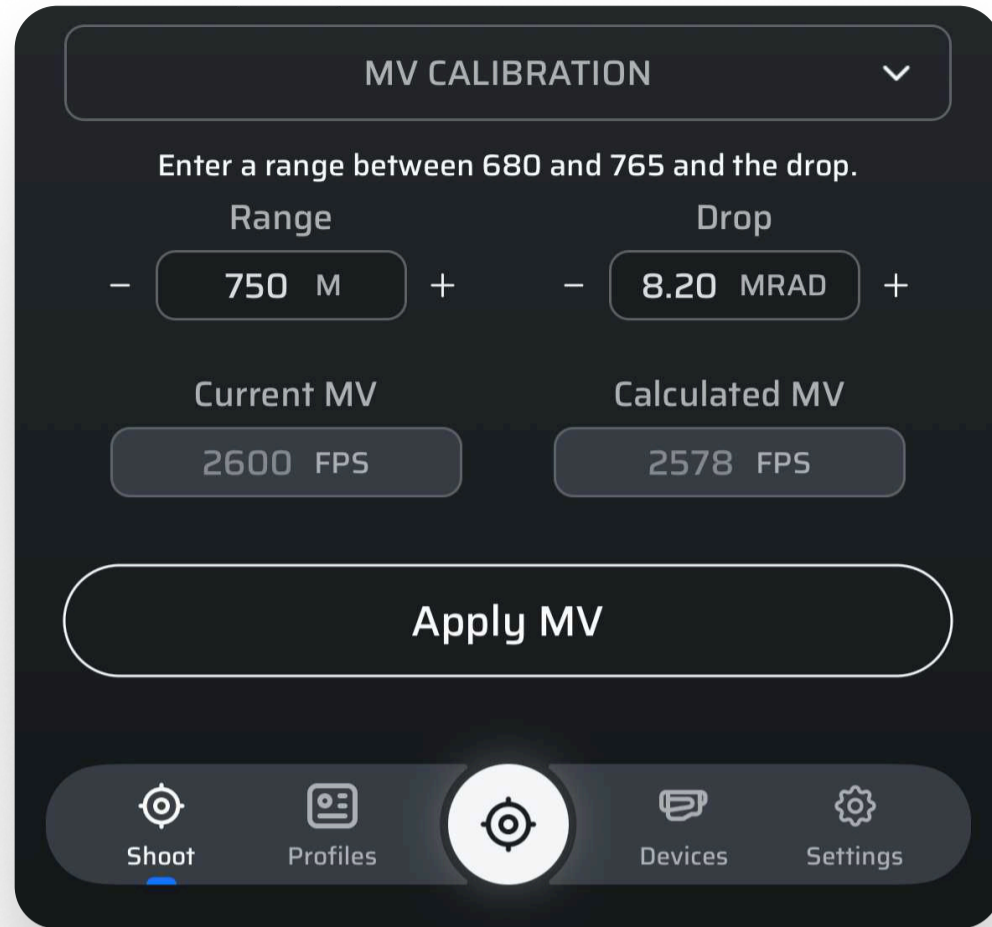 MV CALIBRATION
Enter a range between 680 and 765 and the drop.
Range Drop
− 750 M + − 8.20 MRAD +
Current MV Calculated MV
2600 FPS 2578 FPS
Apply MV
Shoot Profiles Devices Settings